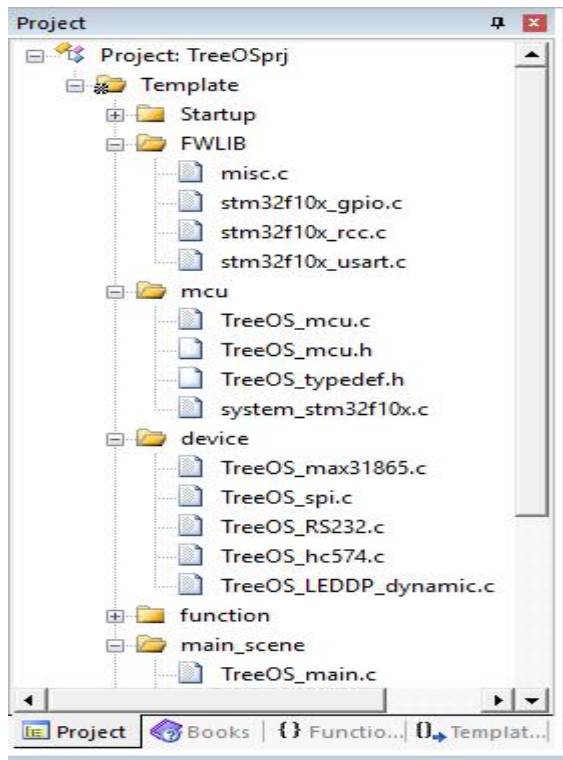 Project
Project: TreeOSprj
Template
Startup
FWLIB
misc.c
stm32f10x_gpio.c
stm32f10x_rcc.c
stm32f10x_usart.c
mcu
TreeOS_mcu.c
TreeOS_mcu.h
TreeOS_typedef.h
system_stm32f10x.c
device
TreeOS_max31865.c
TreeOS_spi.c
TreeOS_RS232.c
TreeOS_hc574.c
TreeOS_LEDDP_dynamic.c
function
main_scene
TreeOS_main.c
Project Books {} Functio... 0 Templat...